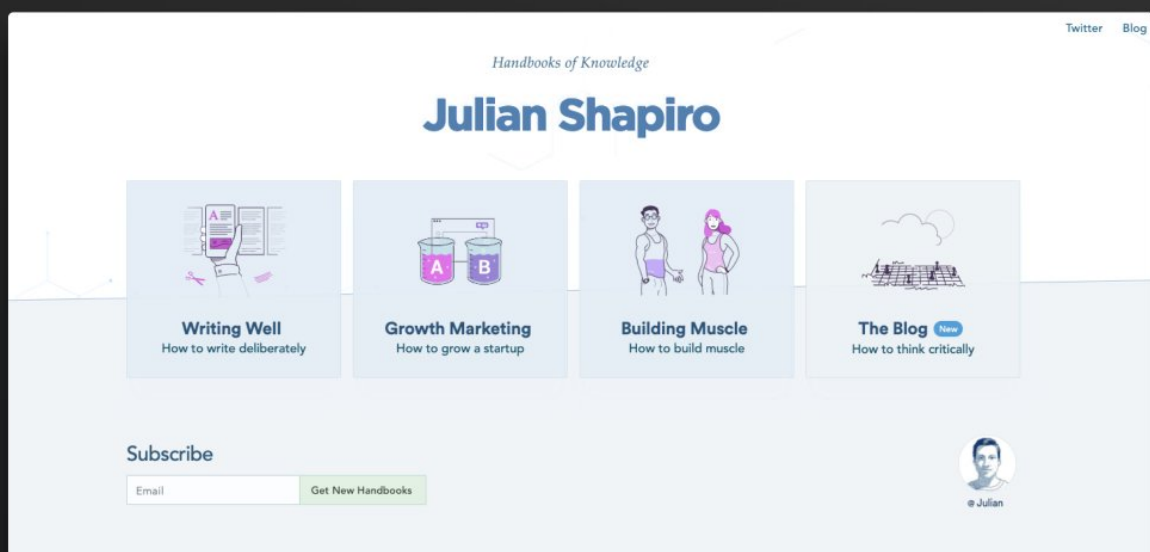 Twitter Blog
Handbooks of Knowledge
Julian Shapiro
A
A B
Writing Well
How to write deliberately
Growth Marketing
How to grow a startup
Building Muscle
How to build muscle
The Blog New
How to think critically
Subscribe
Email
Get New Handbooks
@ Julian